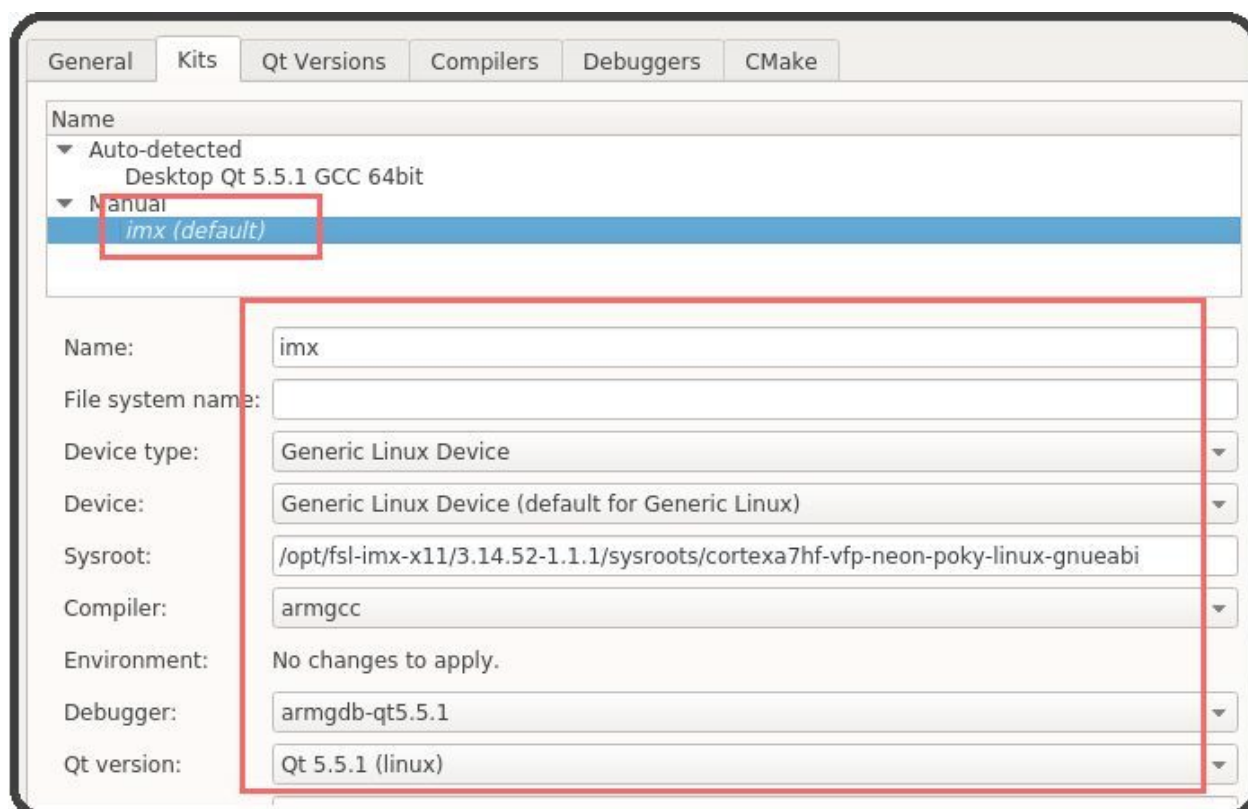 General Kits Qt Versions Compilers Debuggers CMake
Name
Auto-detected
Desktop Qt 5.5.1 GCC 64bit
Manual
imx (default)
Name: imx
File system name:
Device type: Generic Linux Device
Device: Generic Linux Device (default for Generic Linux)
Sysroot: /opt/fsl-imx-x11/3.14.52-1.1.1/sysroots/cortexa7hf-vfp-neon-poky-linux-gnueabi
Compiler: armgcc
Environment: No changes to apply.
Debugger: armgdb-qt5.5.1
Qt version: Qt 5.5.1 (linux)